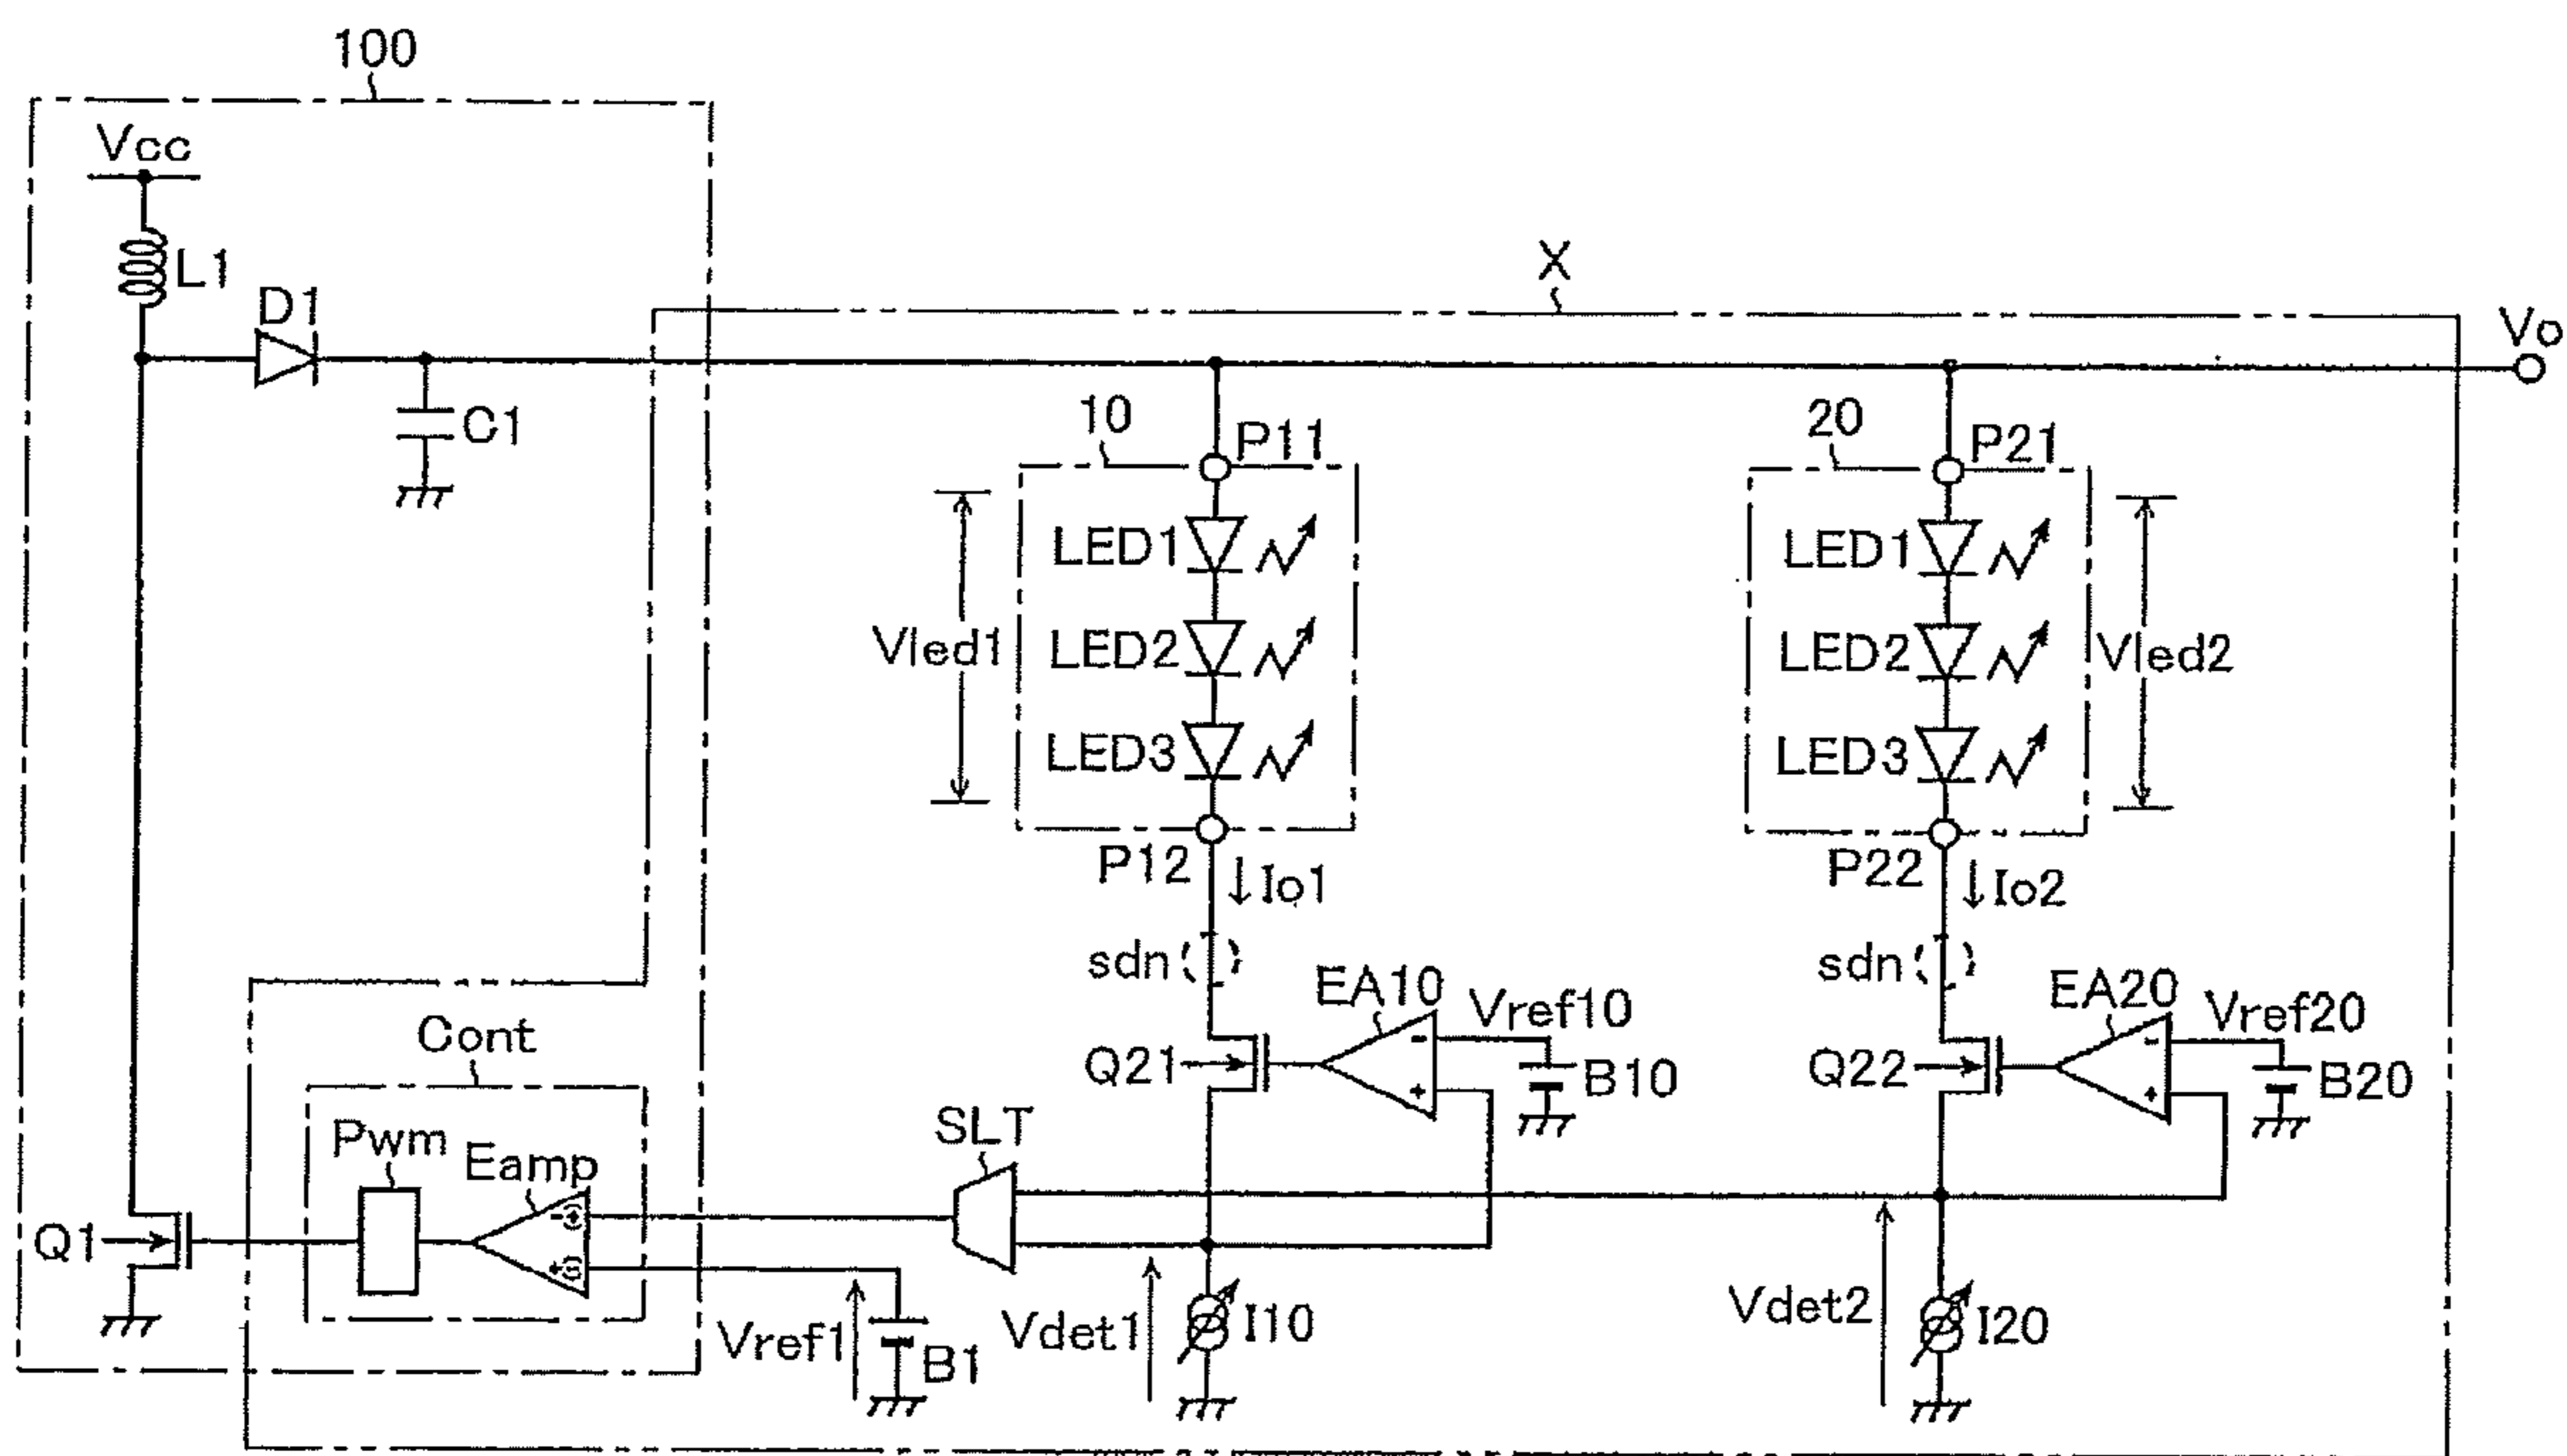 100
Vcc
L1
D1
C1
X
Vo
10
P11
20
P21
LED1
LED1
Vled1
LED2
LED2
Vled2
LED3
LED3
P12
Io1
P22
Io2
sdn
sdn
EA10
Vref10
EA20
Vref20
Q21
B10
Q22
B20
- +
- +
Cont
Pwm
Eamp
SLT
Q1
Vref1
B1
Vdet1
I10
Vdet2
I20